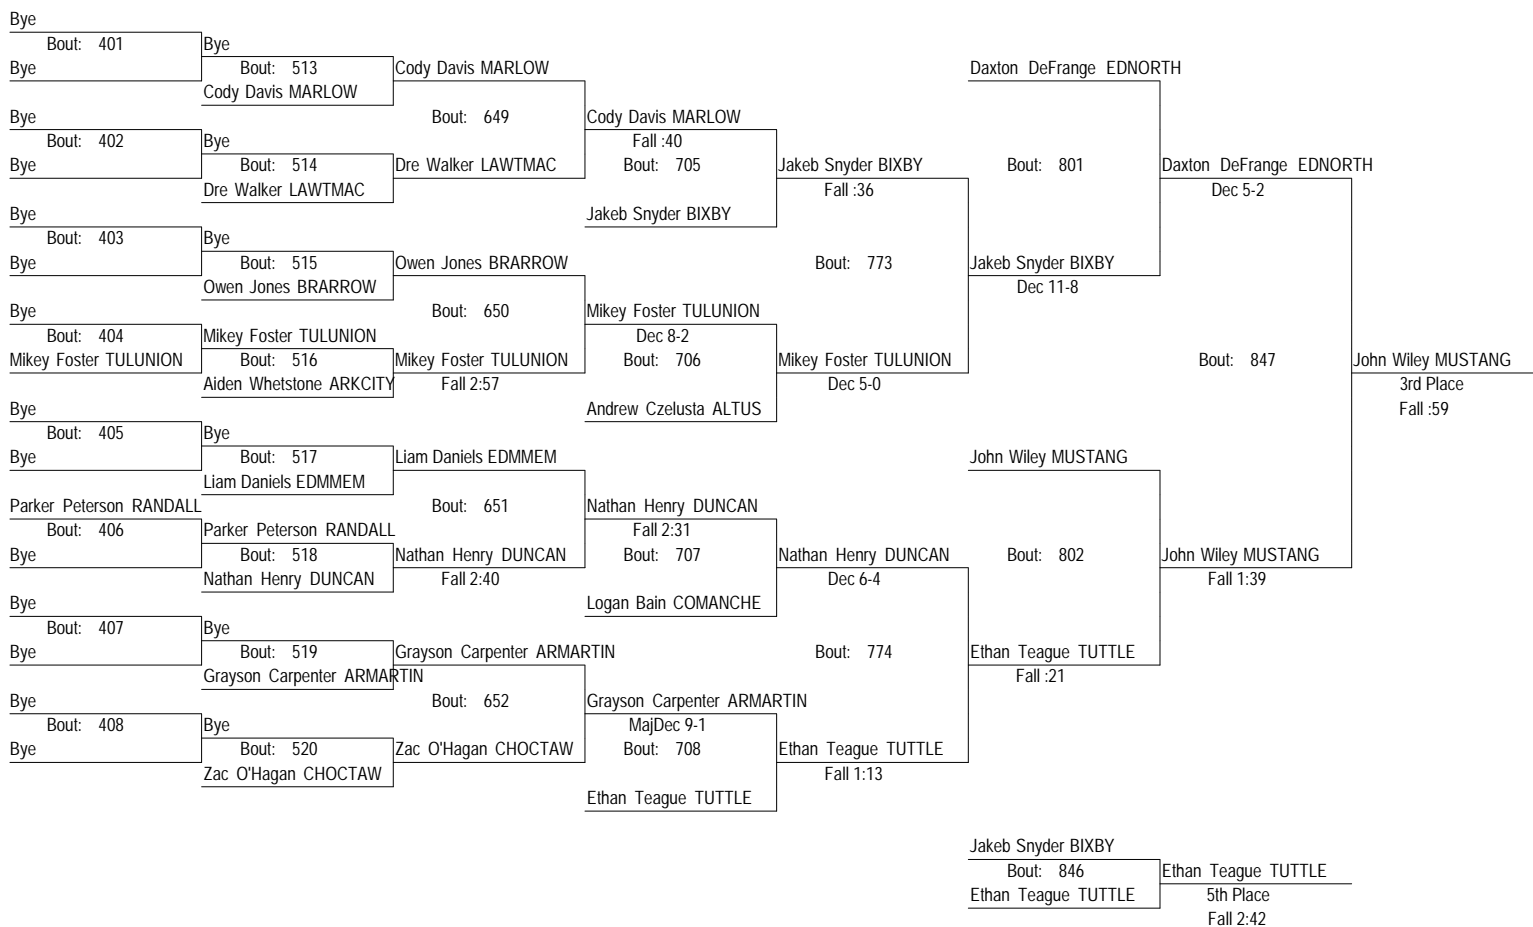 Bye
Bout: 401
Bye
Bye
Bout: 402
Bye
Bye
Bout: 403
Bye
Bye
Bout: 404
Mikey Foster TULUNION
Bye
Bout: 405
Bye
Parker Peterson RANDALL
Bout: 406
Bye
Bye
Bout: 407
Bye
Bye
Bout: 408
Bye
Bye
Bout: 513
Cody Davis MARLOW
Bye
Bout: 514
Dre Walker LAWTMAC
Bye
Bout: 515
Owen Jones BRARROW
Mikey Foster TULUNION
Bout: 516
Aiden Whetstone ARKCITY
Bye
Bout: 517
Liam Daniels EDMMEM
Parker Peterson RANDALL
Bout: 518
Nathan Henry DUNCAN
Bye
Bout: 519
Grayson Carpenter ARMARTIN
Bye
Bout: 520
Zac O'Hagan CHOCTAW
Cody Davis MARLOW
Bout: 649
Dre Walker LAWTMAC
Owen Jones BRARROW
Bout: 650
Mikey Foster TULUNION
Fall 2:57
Liam Daniels EDMMEM
Bout: 651
Nathan Henry DUNCAN
Fall 2:40
Grayson Carpenter ARMARTIN
Bout: 652
Zac O'Hagan CHOCTAW
Cody Davis MARLOW
Fall :40
Bout: 705
Jakeb Snyder BIXBY
Mikey Foster TULUNION
Dec 8-2
Bout: 706
Andrew Czelusta ALTUS
Nathan Henry DUNCAN
Fall 2:31
Bout: 707
Logan Bain COMANCHE
Grayson Carpenter ARMARTIN
MajDec 9-1
Bout: 708
Ethan Teague TUTTLE
Jakeb Snyder BIXBY
Fall :36
Bout: 773
Mikey Foster TULUNION
Dec 5-0
Nathan Henry DUNCAN
Dec 6-4
Bout: 774
Ethan Teague TUTTLE
Fall 1:13
Daxton DeFrange EDNORTH
Bout: 801
Jakeb Snyder BIXBY
Dec 11-8
John Wiley MUSTANG
Bout: 802
Ethan Teague TUTTLE
Fall :21
Daxton DeFrange EDNORTH
Dec 5-2
Bout: 847
John Wiley MUSTANG
Fall 1:39
John Wiley MUSTANG
3rd Place
Fall :59
Jakeb Snyder BIXBY
Bout: 846
Ethan Teague TUTTLE
Ethan Teague TUTTLE
5th Place
Fall 2:42